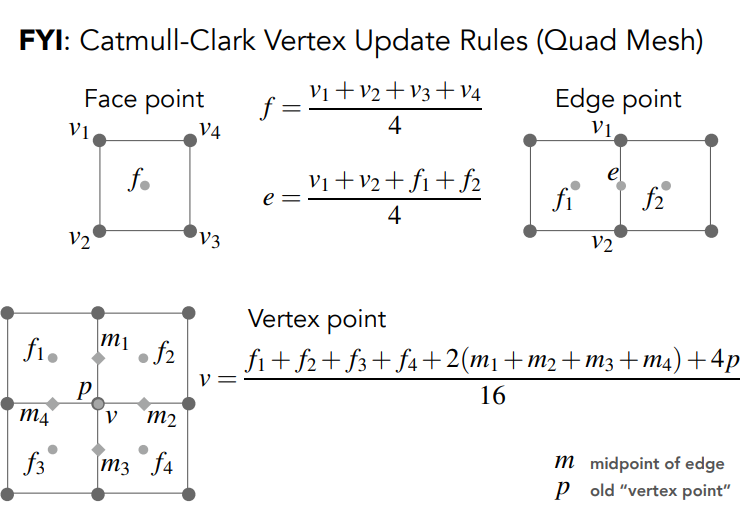 FYI: Catmull-Clark Vertex Update Rules (Quad Mesh)
Face point
v1
v4
f
v2
v3
f = (v1 + v2 + v3 + v4) / 4
e = (v1 + v2 + f1 + f2) / 4
Edge point
v1
e
f1
f2
v2
Vertex point
f1
m1
f2
p
v = (f1 + f2 + f3 + f4 + 2(m1 + m2 + m3 + m4) + 4p) / 16
m4
v
m2
f3
m3
f4
m midpoint of edge
p old “vertex point”